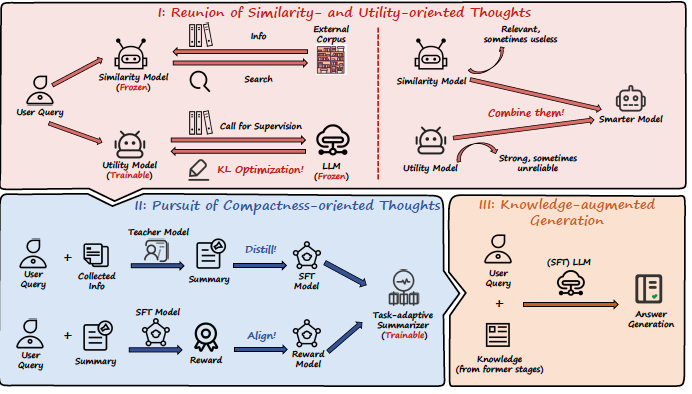 I: Reunion of Similarity- and Utility-oriented Thoughts
User Query
Similarity Model
(Frozen)
Info
Search
External
Corpus
Utility Model
(Trainable)
Call for Supervision
KL Optimization!
LLM
(Frozen)
Relevant,
sometimes useless
Similarity Model
Combine them!
Smarter Model
Utility Model
Strong, sometimes
unreliable
II: Pursuit of Compactness-oriented Thoughts
User
Query
+
Collected
Info
Teacher Model
Summary
Distill!
SFT
Model
User
Query
+
Summary
SFT Model
Reward
Align!
Reward
Model
Task-adaptive
Summarizer
(Trainable)
III: Knowledge-augmented
Generation
User
Query
+
Knowledge
(from former stages)
(SFT) LLM
Answer
Generation